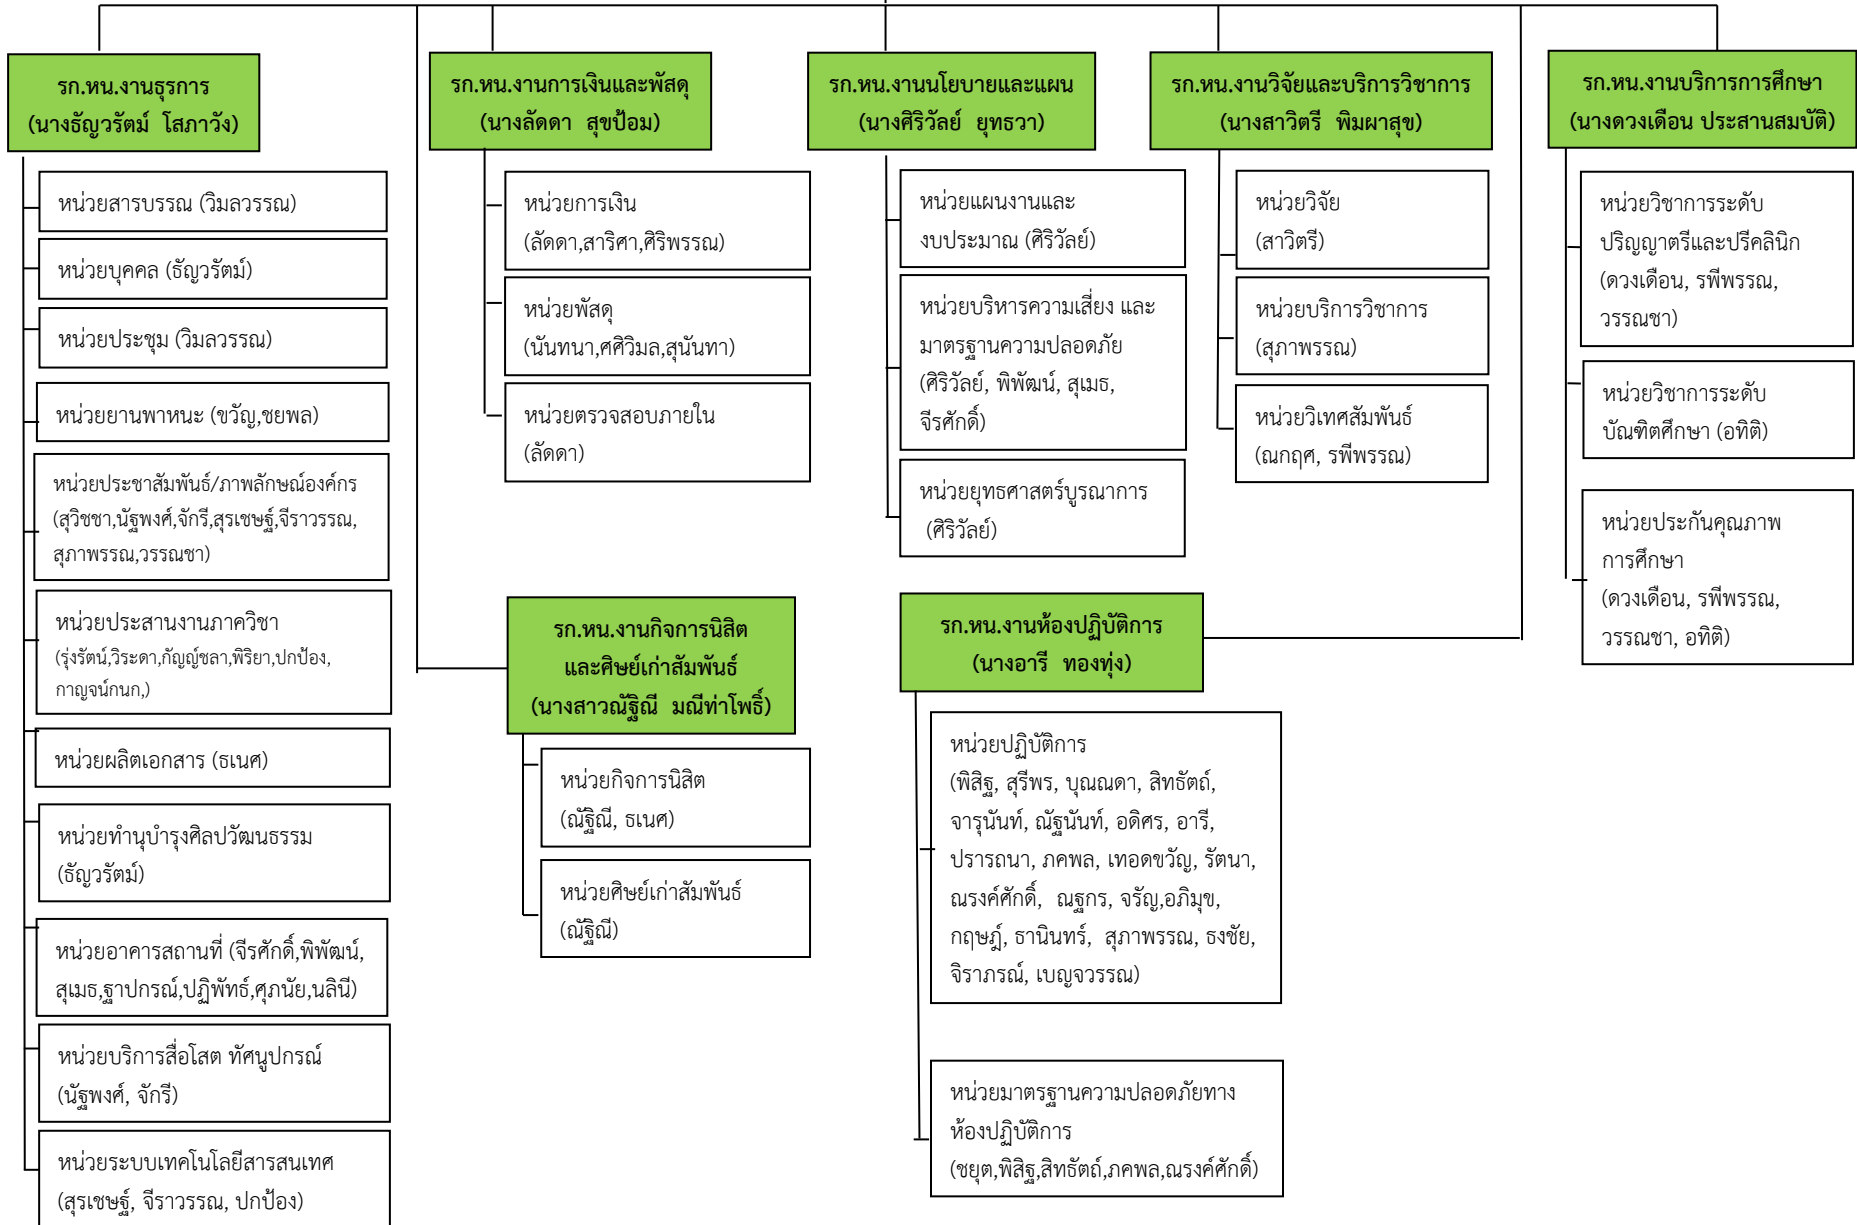 รก.หน.งานธุรการ
(นางธัญวรัตม์ โสภาวัง)
หน่วยสารบรรณ (วิมลวรรณ)
หน่วยบุคคล (ธัญวรัตม์)
หน่วยประชุม (วิมลวรรณ)
หน่วยยานพาหนะ (ขวัญ,ชยพล)
หน่วยประชาสัมพันธ์/ภาพลักษณ์องค์กร
(สุวิชชา,นัฐพงศ์,จักรี,สุรเชษฐ์,จีราวรรณ,
สุภาพรรณ,วรรณชา)
หน่วยประสานงานภาควิชา
(รุ่งรัตน์,วิระดา,กัญญ์ชลา,พิริยา,ปกป้อง,
กาญจน์กนก,)
หน่วยผลิตเอกสาร (ธเนศ)
หน่วยทำนุบำรุงศิลปวัฒนธรรม
(ธัญวรัตม์)
หน่วยอาคารสถานที่ (จีรศักดิ์,พิพัฒน์,
สุเมธ,ฐาปกรณ์,ปฏิพัทธ์,ศุภนัย,นลินี)
หน่วยบริการสื่อโสต ทัศนูปกรณ์
(นัฐพงศ์, จักรี)
หน่วยระบบเทคโนโลยีสารสนเทศ
(สุรเชษฐ์, จีราวรรณ, ปกป้อง)
รก.หน.งานการเงินและพัสดุ
(นางลัดดา สุขป้อม)
หน่วยการเงิน
(ลัดดา,สาริศา,ศิริพรรณ)
หน่วยพัสดุ
(นันทนา,ศศิวิมล,สุนันทา)
หน่วยตรวจสอบภายใน
(ลัดดา)
รก.หน.งานกิจการนิสิต
และศิษย์เก่าสัมพันธ์
(นางสาวณัฐิณี มณีท่าโพธิ์)
หน่วยกิจการนิสิต
(ณัฐิณี, ธเนศ)
หน่วยศิษย์เก่าสัมพันธ์
(ณัฐิณี)
รก.หน.งานนโยบายและแผน
(นางศิริวัลย์ ยุทธวา)
หน่วยแผนงานและ
งบประมาณ (ศิริวัลย์)
หน่วยบริหารความเสี่ยง และ
มาตรฐานความปลอดภัย
(ศิริวัลย์, พิพัฒน์, สุเมธ,
จีรศักดิ์)
หน่วยยุทธศาสตร์บูรณาการ
(ศิริวัลย์)
รก.หน.งานวิจัยและบริการวิชาการ
(นางสาวิตรี พิมผาสุข)
หน่วยวิจัย
(สาวิตรี)
หน่วยบริการวิชาการ
(สุภาพรรณ)
หน่วยวิเทศสัมพันธ์
(ณกฤศ, รพีพรรณ)
รก.หน.งานห้องปฏิบัติการ
(นางอารี ทองทุ่ง)
หน่วยปฏิบัติการ
(พิสิฐ, สุรีพร, บุณณดา, สิทธัตถ์,
จารุนันท์, ณัฐนันท์, อดิศร, อารี,
ปรารถนา, ภคพล, เทอดขวัญ, รัตนา,
ณรงค์ศักดิ์, ณฐกร, จรัญ,อภิมุข,
กฤษฎ์, ธานินทร์, สุภาพรรณ, ธงชัย,
จิราภรณ์, เบญจวรรณ)
หน่วยมาตรฐานความปลอดภัยทาง
ห้องปฏิบัติการ
(ชยุต,พิสิฐ,สิทธัตถ์,ภคพล,ณรงค์ศักดิ์)
รก.หน.งานบริการการศึกษา
(นางดวงเดือน ประสานสมบัติ)
หน่วยวิชาการระดับ
ปริญญาตรีและปรีคลินิก
(ดวงเดือน, รพีพรรณ,
วรรณชา)
หน่วยวิชาการระดับ
บัณฑิตศึกษา (อทิติ)
หน่วยประกันคุณภาพ
การศึกษา
(ดวงเดือน, รพีพรรณ,
วรรณชา, อทิติ)